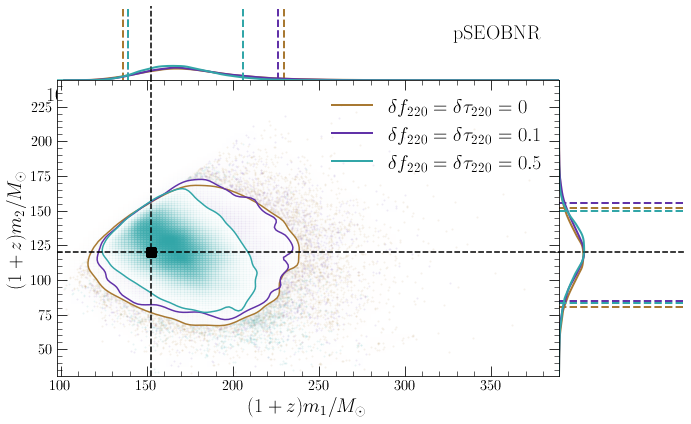 pSEOBNR
δf₂₂₀ = δτ₂₂₀ = 0
δf₂₂₀ = δτ₂₂₀ = 0.1
δf₂₂₀ = δτ₂₂₀ = 0.5
225
200
175
150
125
100
75
50
(1 + z)m₂/M☉
100 150 200 250 300 350
(1 + z)m₁/M☉